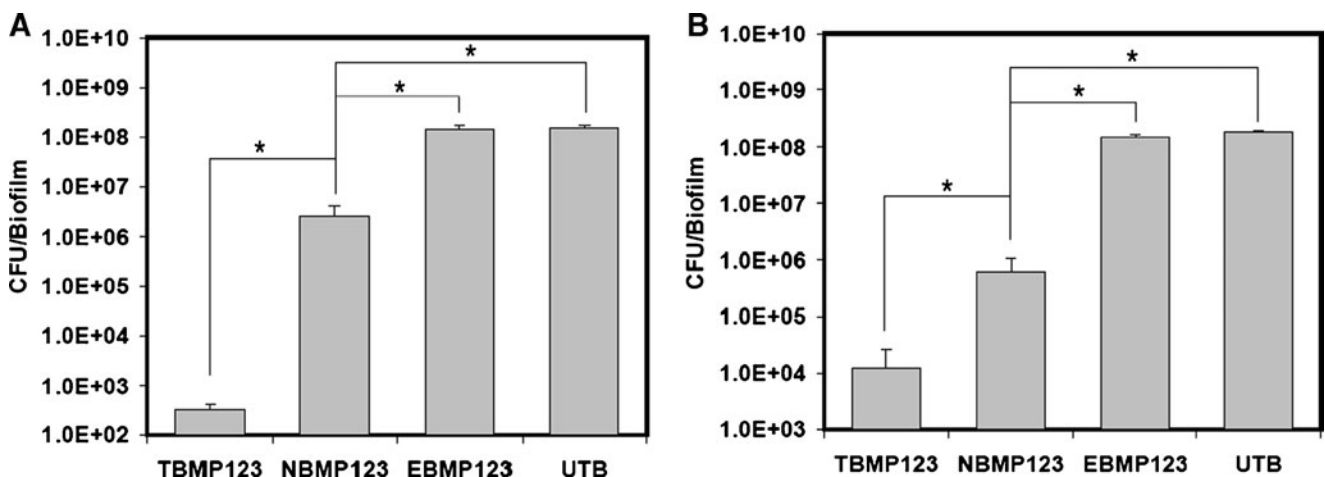 A
CFU/Biofilm
1.0E+10
1.0E+09
1.0E+08
1.0E+07
1.0E+06
1.0E+05
1.0E+04
1.0E+03
1.0E+02
*
*
*
TBMP123 NBMP123 EBMP123 UTB
B
CFU/Biofilm
1.0E+10
1.0E+09
1.0E+08
1.0E+07
1.0E+06
1.0E+05
1.0E+04
1.0E+03
*
*
*
TBMP123 NBMP123 EBMP123 UTB